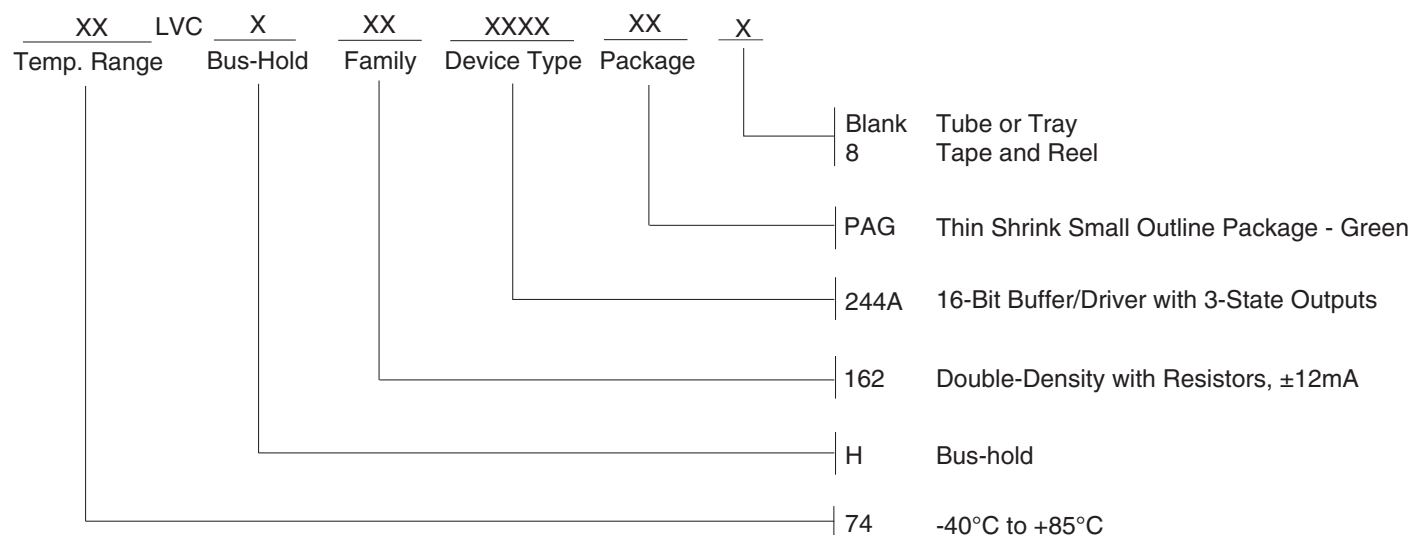 XX LVC X XX XXXX XX X
Temp. Range Bus-Hold Family Device Type Package
Blank Tube or Tray
8 Tape and Reel
PAG Thin Shrink Small Outline Package - Green
244A 16-Bit Buffer/Driver with 3-State Outputs
162 Double-Density with Resistors, ±12mA
H Bus-hold
74 -40°C to +85°C